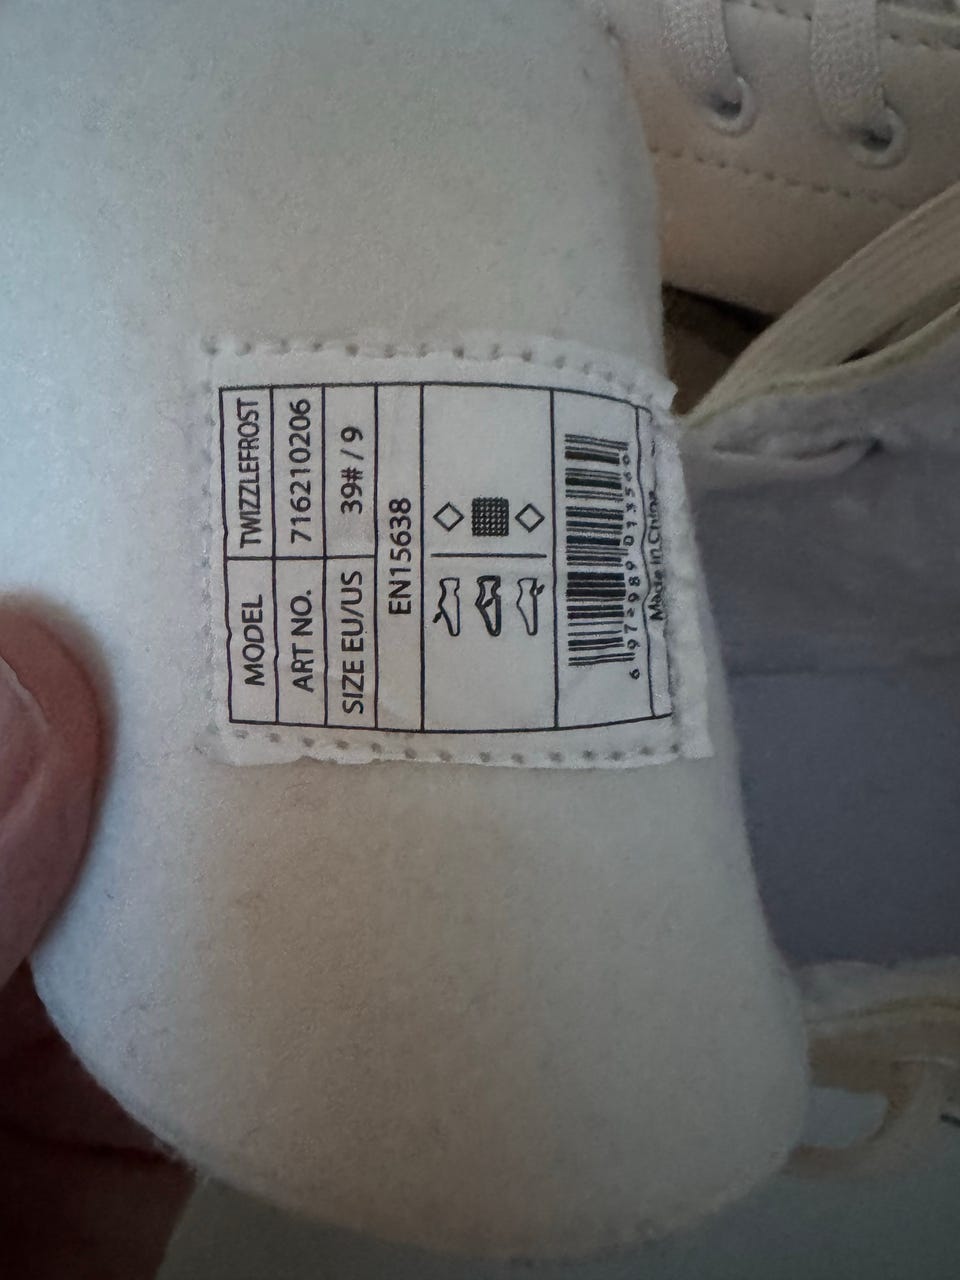 MODEL TWIZZLEFROST
ART NO. 716210206
SIZE EU/US 39# / 9
EN15638
Made in China